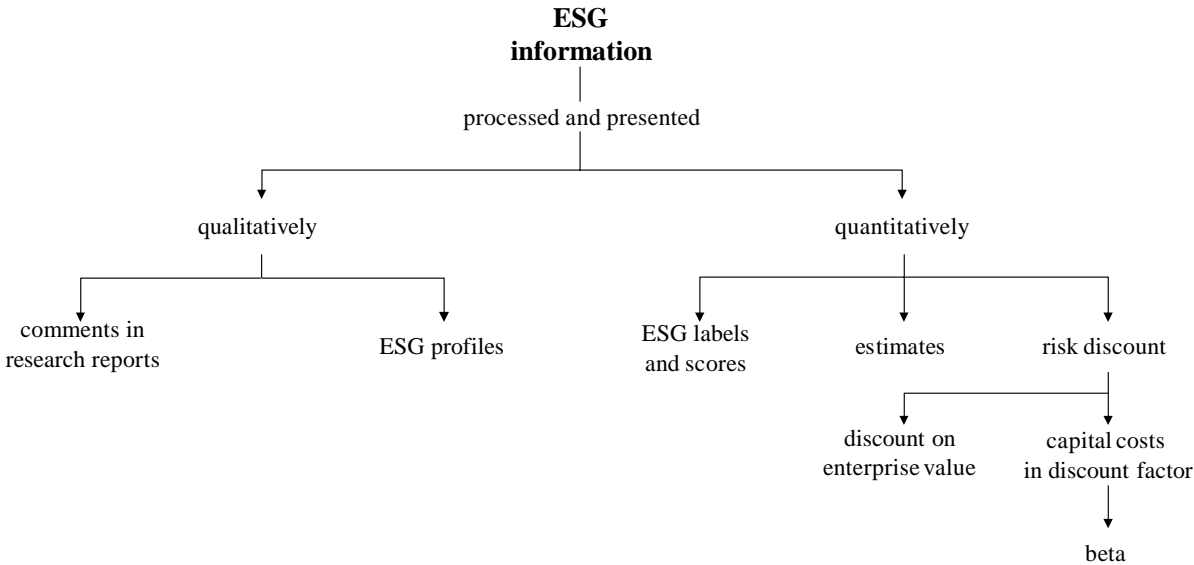 ESG
information
processed and presented
qualitatively
quantitatively
comments in
research reports
ESG profiles
ESG labels
and scores
estimates
risk discount
discount on
enterprise value
capital costs
in discount factor
beta